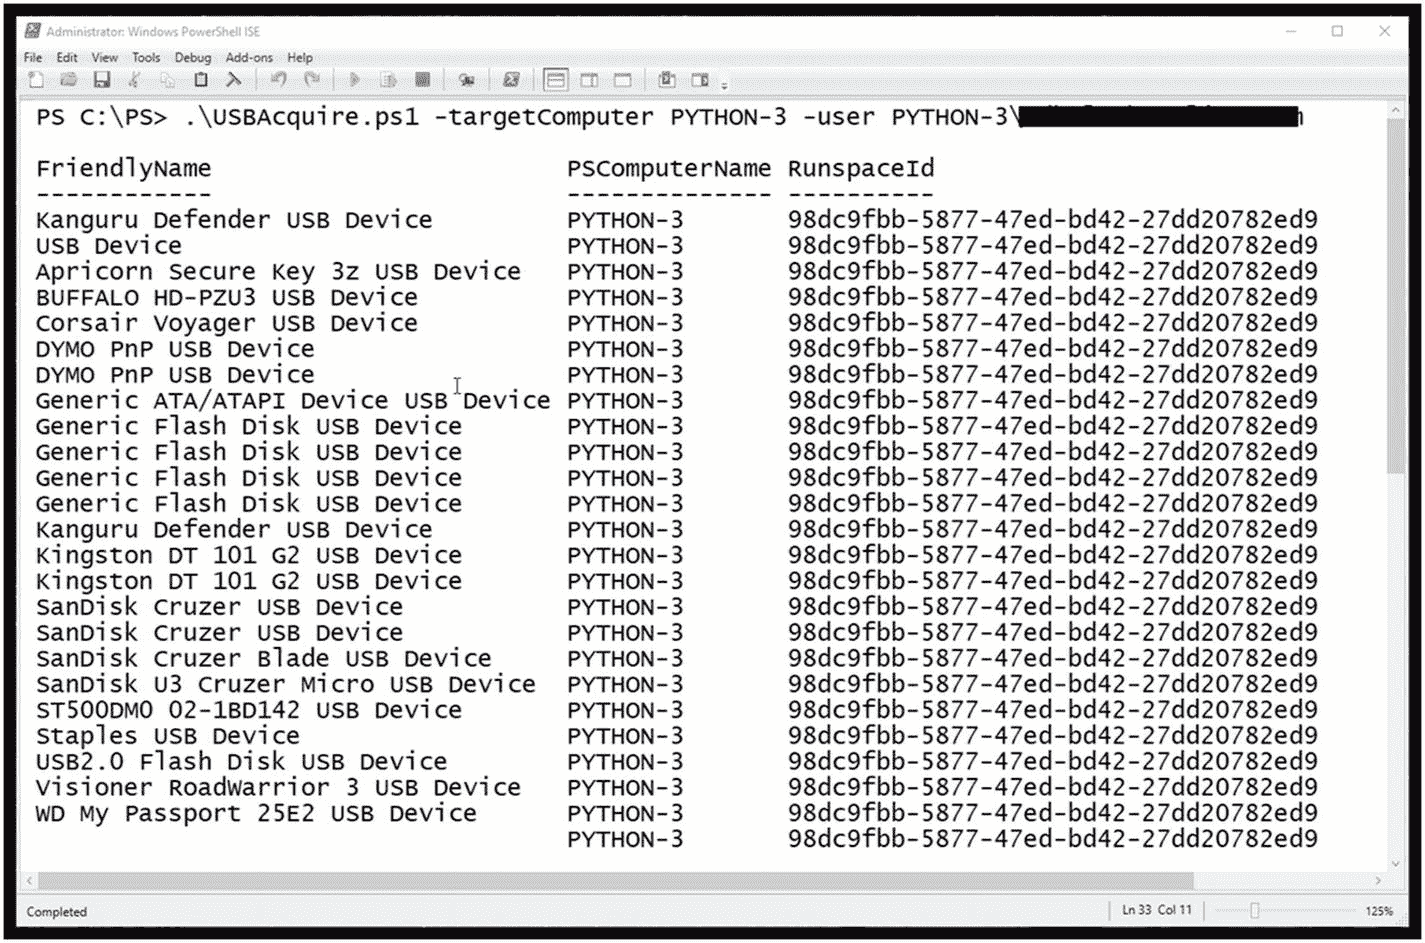 Administrator: Windows PowerShell ISE
File Edit View Tools Debug Add-ons Help
PS C:\PS> .\USBAcquire.ps1 -targetComputer PYTHON-3 -user PYTHON-3\
FriendlyName PSComputerName RunspaceId
------------ -------------- ----------
Kanguru Defender USB Device PYTHON-3 98dc9fbb-5877-47ed-bd42-27dd20782ed9
USB Device PYTHON-3 98dc9fbb-5877-47ed-bd42-27dd20782ed9
Apricorn Secure Key 3z USB Device PYTHON-3 98dc9fbb-5877-47ed-bd42-27dd20782ed9
BUFFALO HD-PZU3 USB Device PYTHON-3 98dc9fbb-5877-47ed-bd42-27dd20782ed9
Corsair Voyager USB Device PYTHON-3 98dc9fbb-5877-47ed-bd42-27dd20782ed9
DYMO PnP USB Device PYTHON-3 98dc9fbb-5877-47ed-bd42-27dd20782ed9
DYMO PnP USB Device PYTHON-3 98dc9fbb-5877-47ed-bd42-27dd20782ed9
Generic ATA/ATAPI Device USB Device PYTHON-3 98dc9fbb-5877-47ed-bd42-27dd20782ed9
Generic Flash Disk USB Device PYTHON-3 98dc9fbb-5877-47ed-bd42-27dd20782ed9
Generic Flash Disk USB Device PYTHON-3 98dc9fbb-5877-47ed-bd42-27dd20782ed9
Generic Flash Disk USB Device PYTHON-3 98dc9fbb-5877-47ed-bd42-27dd20782ed9
Generic Flash Disk USB Device PYTHON-3 98dc9fbb-5877-47ed-bd42-27dd20782ed9
Kanguru Defender USB Device PYTHON-3 98dc9fbb-5877-47ed-bd42-27dd20782ed9
Kingston DT 101 G2 USB Device PYTHON-3 98dc9fbb-5877-47ed-bd42-27dd20782ed9
Kingston DT 101 G2 USB Device PYTHON-3 98dc9fbb-5877-47ed-bd42-27dd20782ed9
SanDisk Cruzer USB Device PYTHON-3 98dc9fbb-5877-47ed-bd42-27dd20782ed9
SanDisk Cruzer USB Device PYTHON-3 98dc9fbb-5877-47ed-bd42-27dd20782ed9
SanDisk Cruzer Blade USB Device PYTHON-3 98dc9fbb-5877-47ed-bd42-27dd20782ed9
SanDisk U3 Cruzer Micro USB Device PYTHON-3 98dc9fbb-5877-47ed-bd42-27dd20782ed9
ST500DM0 02-1BD142 USB Device PYTHON-3 98dc9fbb-5877-47ed-bd42-27dd20782ed9
Staples USB Device PYTHON-3 98dc9fbb-5877-47ed-bd42-27dd20782ed9
USB2.0 Flash Disk USB Device PYTHON-3 98dc9fbb-5877-47ed-bd42-27dd20782ed9
Visioner RoadWarrior 3 USB Device PYTHON-3 98dc9fbb-5877-47ed-bd42-27dd20782ed9
WD My Passport 25E2 USB Device PYTHON-3 98dc9fbb-5877-47ed-bd42-27dd20782ed9
PYTHON-3 98dc9fbb-5877-47ed-bd42-27dd20782ed9
Completed Ln 33 Col 11 125%